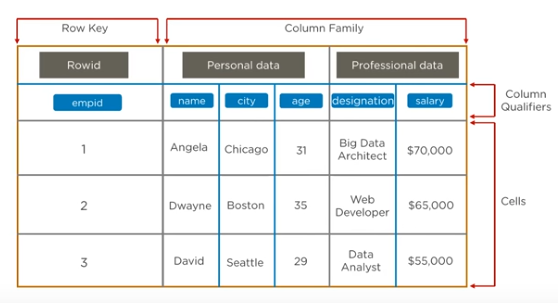 Row Key
Column Family
Rowid
Personal data
Professional data
empid
name
city
age
designation
salary
Column
Qualifiers
1
Angela
Chicago
31
Big Data
Architect
$70,000
2
Dwayne
Boston
35
Web
Developer
$65,000
Cells
3
David
Seattle
29
Data
Analyst
$55,000